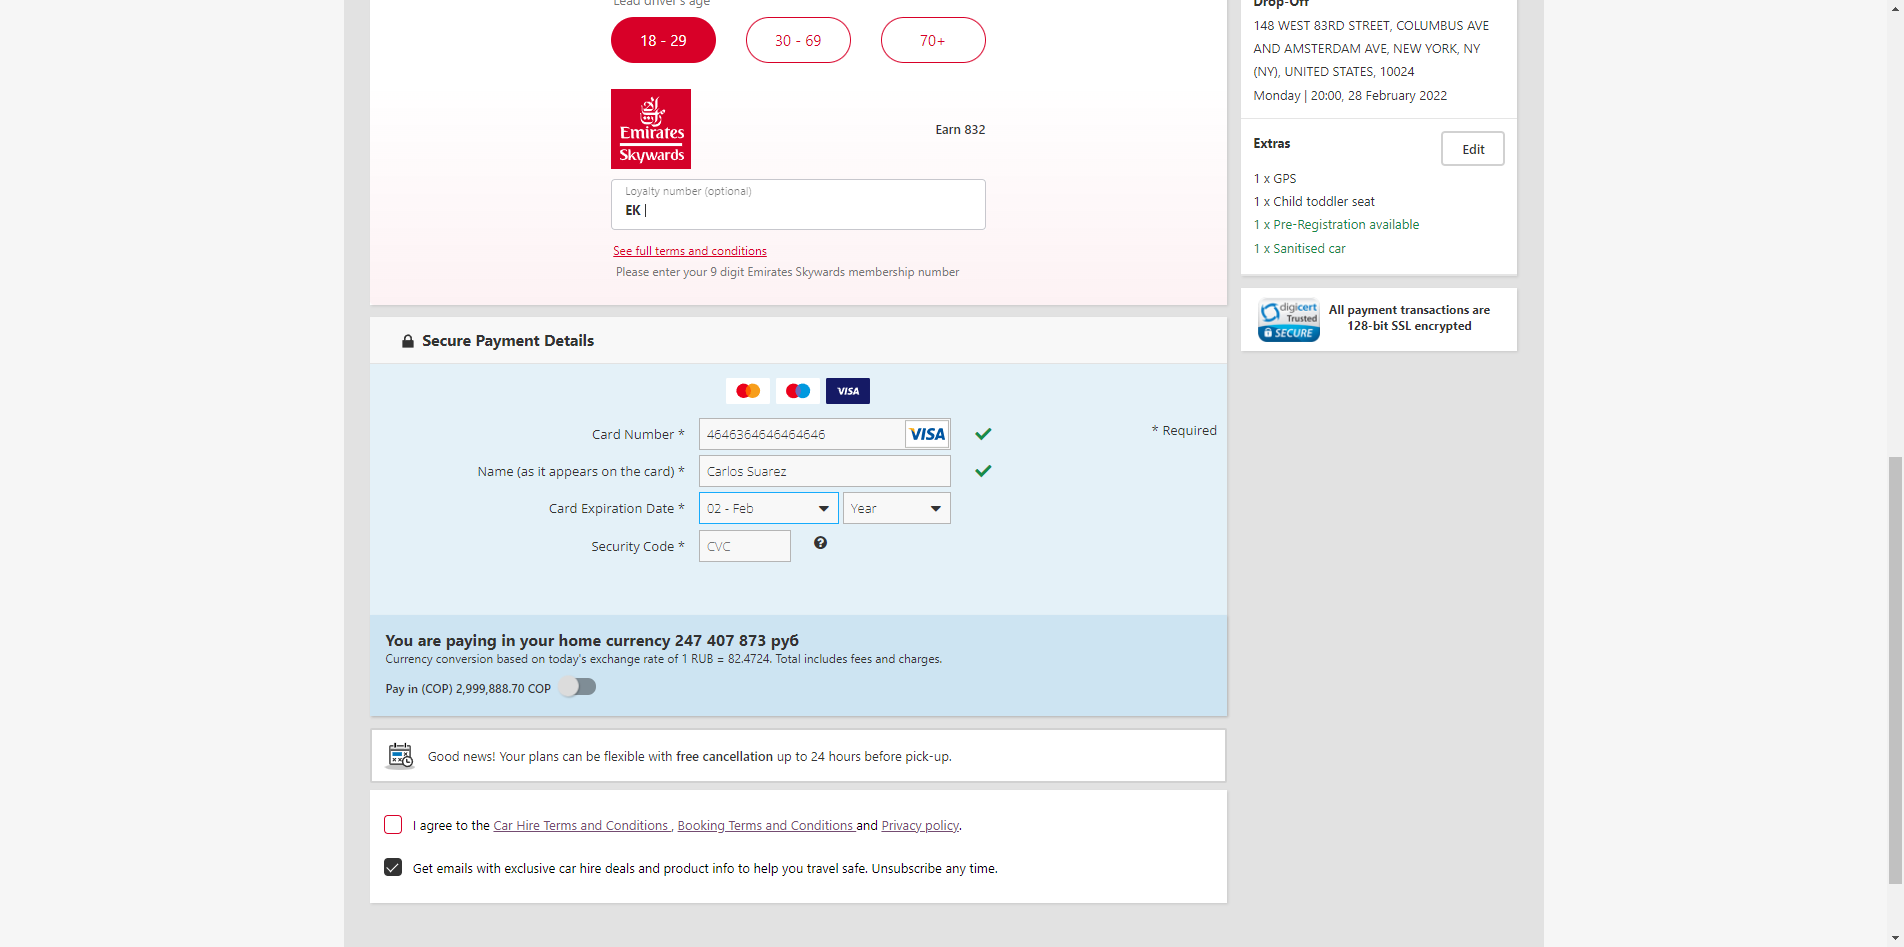 Lead driver's age
18 - 29
30 - 69
70+
Emirates
Skywards
Earn 832
Loyalty number (optional)
EK
See full terms and conditions
Please enter your 9 digit Emirates Skywards membership number
Secure Payment Details
VISA
* Required
Card Number * 4646364646464646 VISA
Name (as it appears on the card) * Carlos Suarez
Card Expiration Date * 02 - Feb Year
Security Code * CVC
You are paying in your home currency 247 407 873 руб
Currency conversion based on today's exchange rate of 1 RUB = 82.4724. Total includes fees and charges.
Pay in (COP) 2,999,888.70 COP
Good news! Your plans can be flexible with free cancellation up to 24 hours before pick-up.
I agree to the Car Hire Terms and Conditions , Booking Terms and Conditions and Privacy policy.
Get emails with exclusive car hire deals and product info to help you travel safe. Unsubscribe any time.
Drop-Off
148 WEST 83RD STREET, COLUMBUS AVE
AND AMSTERDAM AVE, NEW YORK, NY
(NY), UNITED STATES, 10024
Monday | 20:00, 28 February 2022
Extras
Edit
1 x GPS
1 x Child toddler seat
1 x Pre-Registration available
1 x Sanitised car
digicert
Trusted
SECURE
All payment transactions are
128-bit SSL encrypted